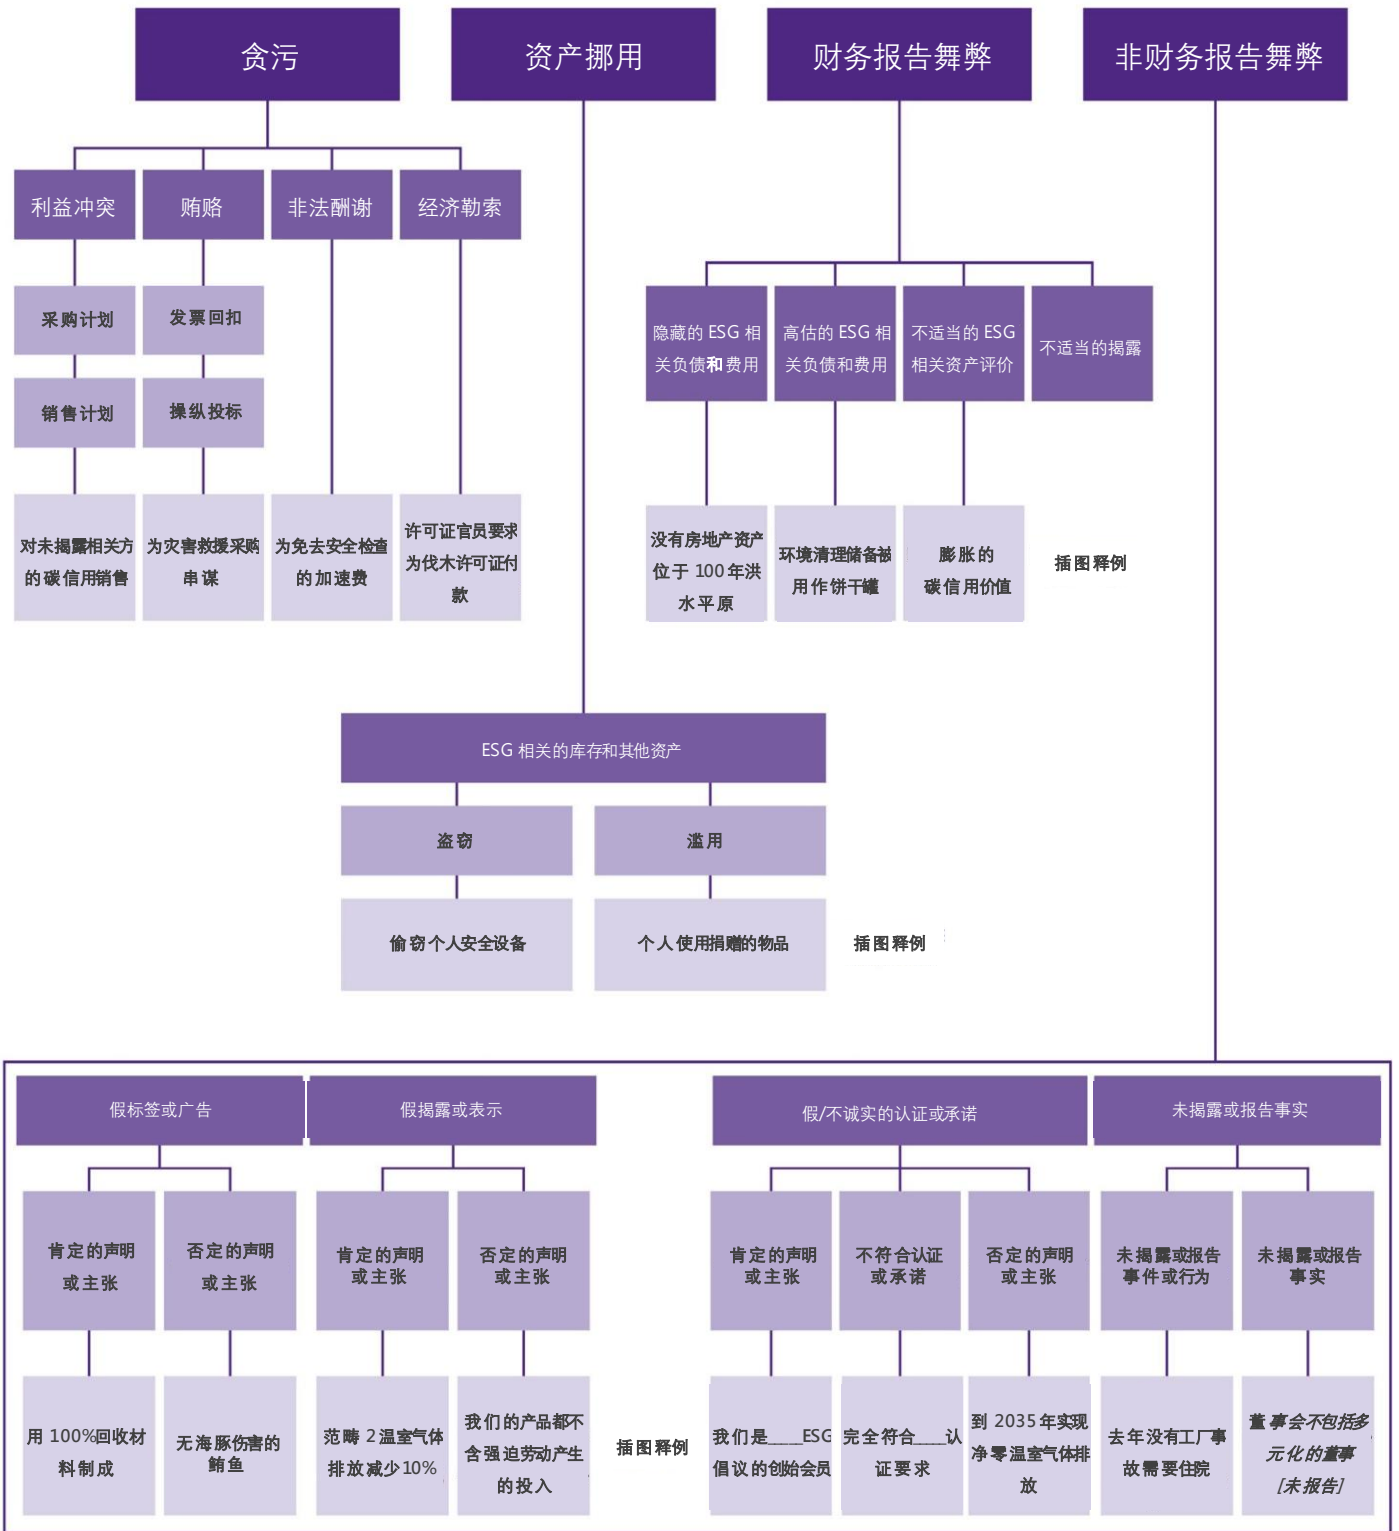 贪污
资产挪用
财务报告舞弊
非财务报告舞弊
利益冲突
贿赂
非法酬谢
经济勒索
采购计划
发票回扣
销售计划
操纵投标
对未揭露相关方
的碳信用销售
为灾害救援采购
串谋
为免去安全检查
的加速费
许可证官员要求
为伐木许可证付
款
隐藏的 ESG 相
关负债和费用
高估的 ESG 相
关负债和费用
不适当的 ESG
相关资产评价
不适当的揭露
没有房地产资产
位于 100 年洪
水平原
环境清理储备被
用作饼干罐
膨胀的
碳信用价值
插图释例
ESG 相关的库存和其他资产
盗窃
滥用
偷窃个人安全设备
个人使用捐赠的物品
插图释例
假标签或广告
假揭露或表示
假/不诚实的认证或承诺
未揭露或报告事实
肯定的声明
或主张
否定的声明
或主张
肯定的声明
或主张
否定的声明
或主张
肯定的声明
或主张
不符合认证
或承诺
否定的声明
或主张
未揭露或报告
事件或行为
未揭露或报告
事实
用 100%回收材
料制成
无海豚伤害的
鲔鱼
范畴 2 温室气体
排放减少 10%
我们的产品都不
含强迫劳动产生
的投入
插图释例
我们是____ESG
倡议的创始会员
完全符合____认
证要求
到 2035 年实现
净零温室气体排
放
去年没有工厂事
故需要住院
董事会不包括多
元化的董事
[未报告]